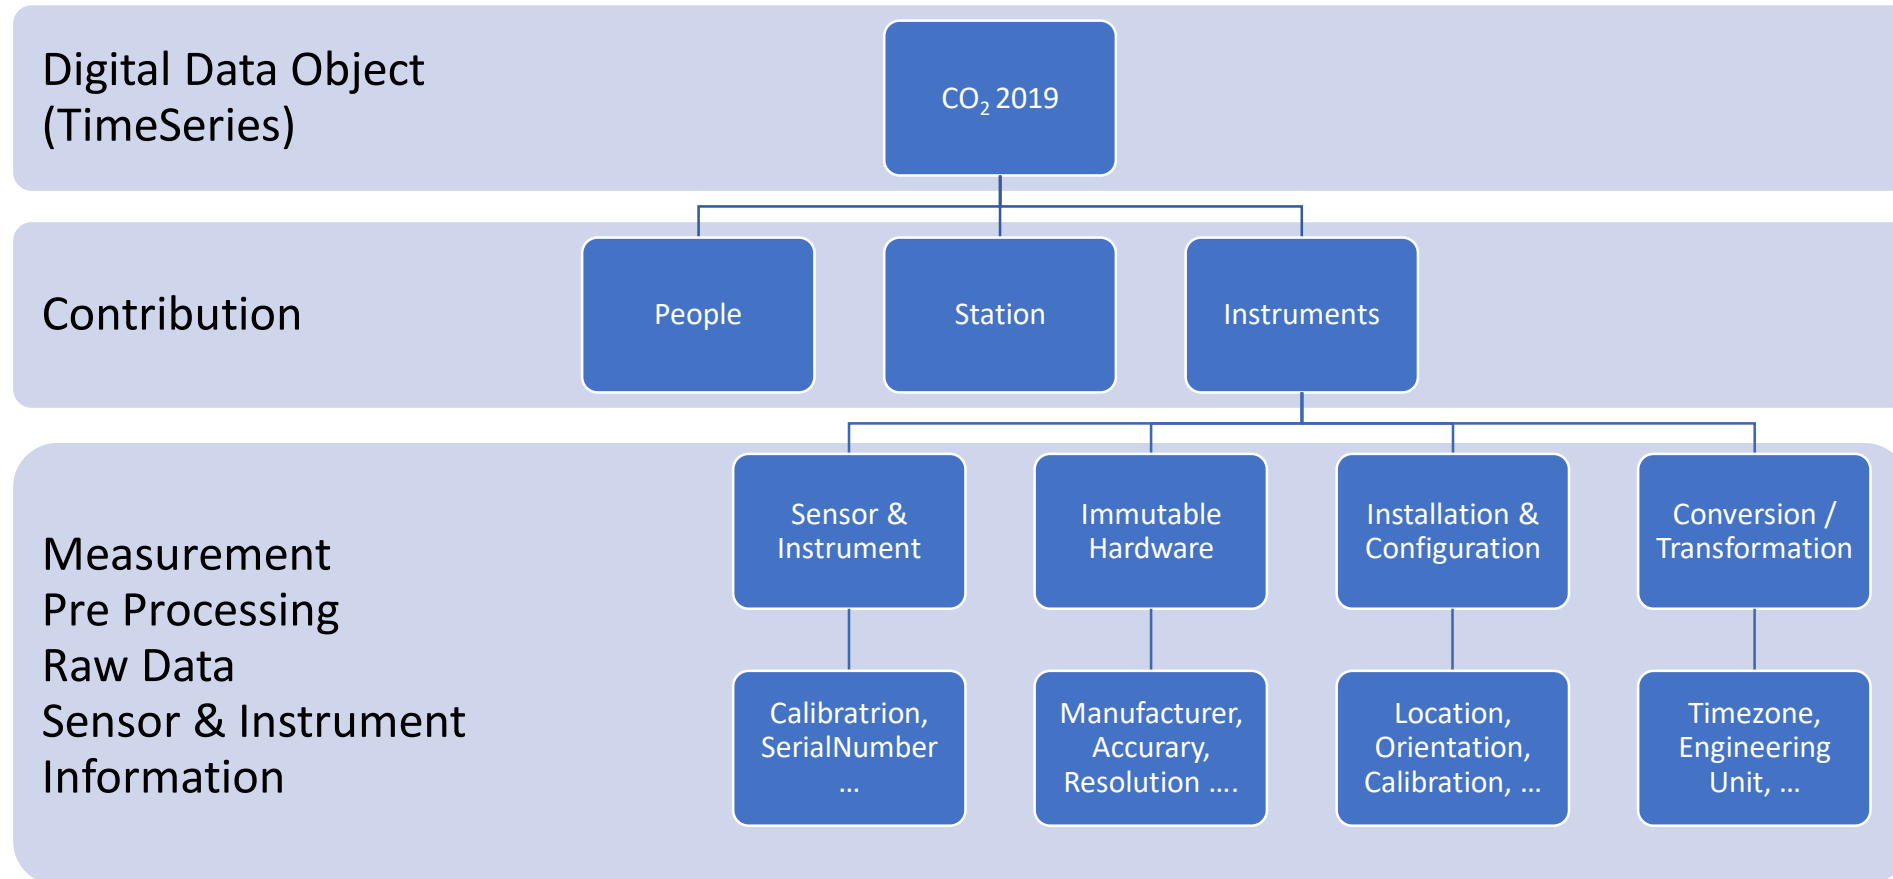 Digital Data Object
(TimeSeries)
CO₂ 2019
Contribution
People
Station
Instruments
Measurement
Pre Processing
Raw Data
Sensor & Instrument
Information
Sensor &
Instrument
Immutable
Hardware
Installation &
Configuration
Conversion /
Transformation
Calibratrion,
SerialNumber
...
Manufacturer,
Accurary,
Resolution ....
Location,
Orientation,
Calibration, ...
Timezone,
Engineering
Unit, ...